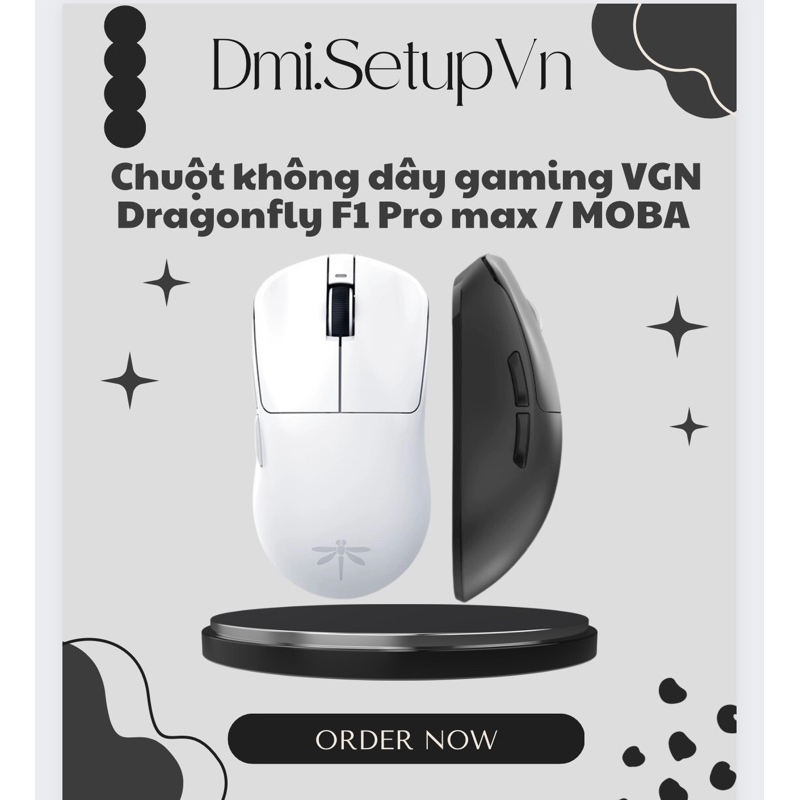 Dmi.SetupVn
Chuột không dây gaming VGN
Dragonfly F1 Pro max / MOBA
ORDER NOW